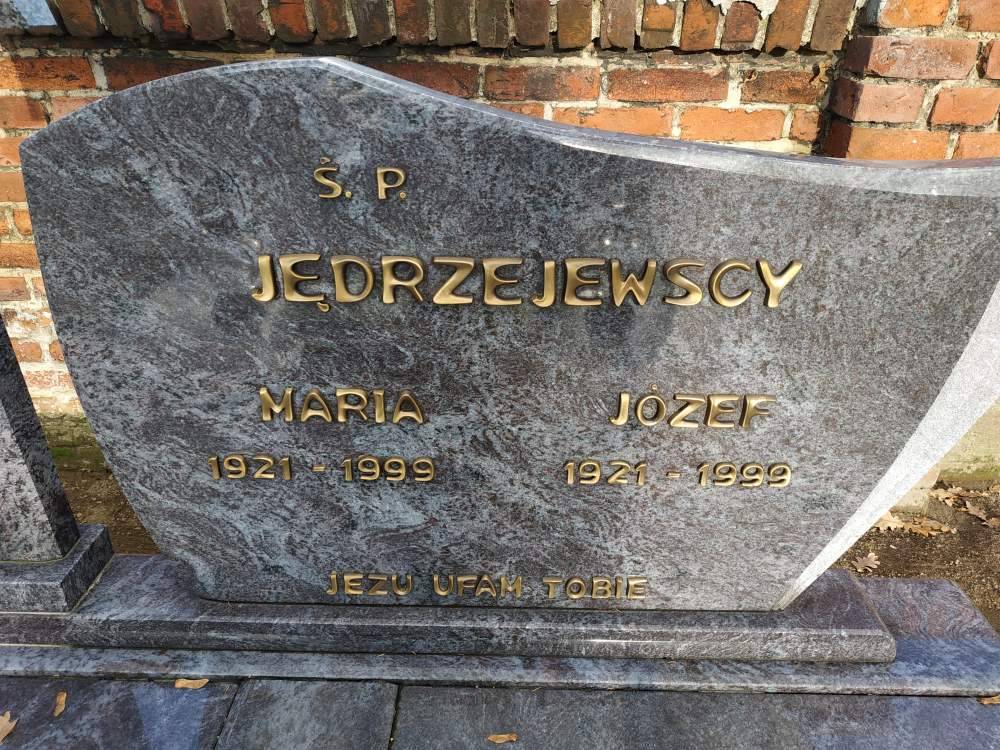 Ś. P.
JĘDRZEJEWSCY
MARIA JÓZEF
1921 - 1999 1921 - 1999
JEZU UFAM TOBIE